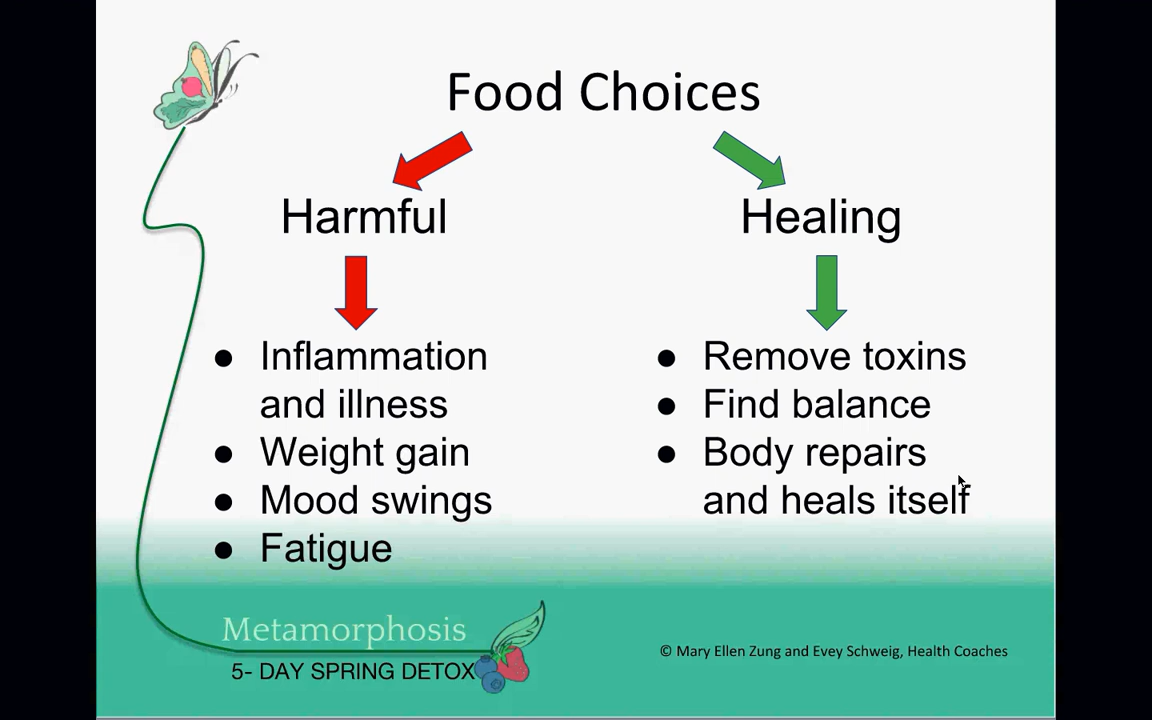 Food Choices
Harmful
● Inflammation
and illness
● Weight gain
● Mood swings
● Fatigue
Healing
● Remove toxins
● Find balance
● Body repairs
and heals itself
Metamorphosis
5- DAY SPRING DETOX
© Mary Ellen Zung and Evey Schweig, Health Coaches